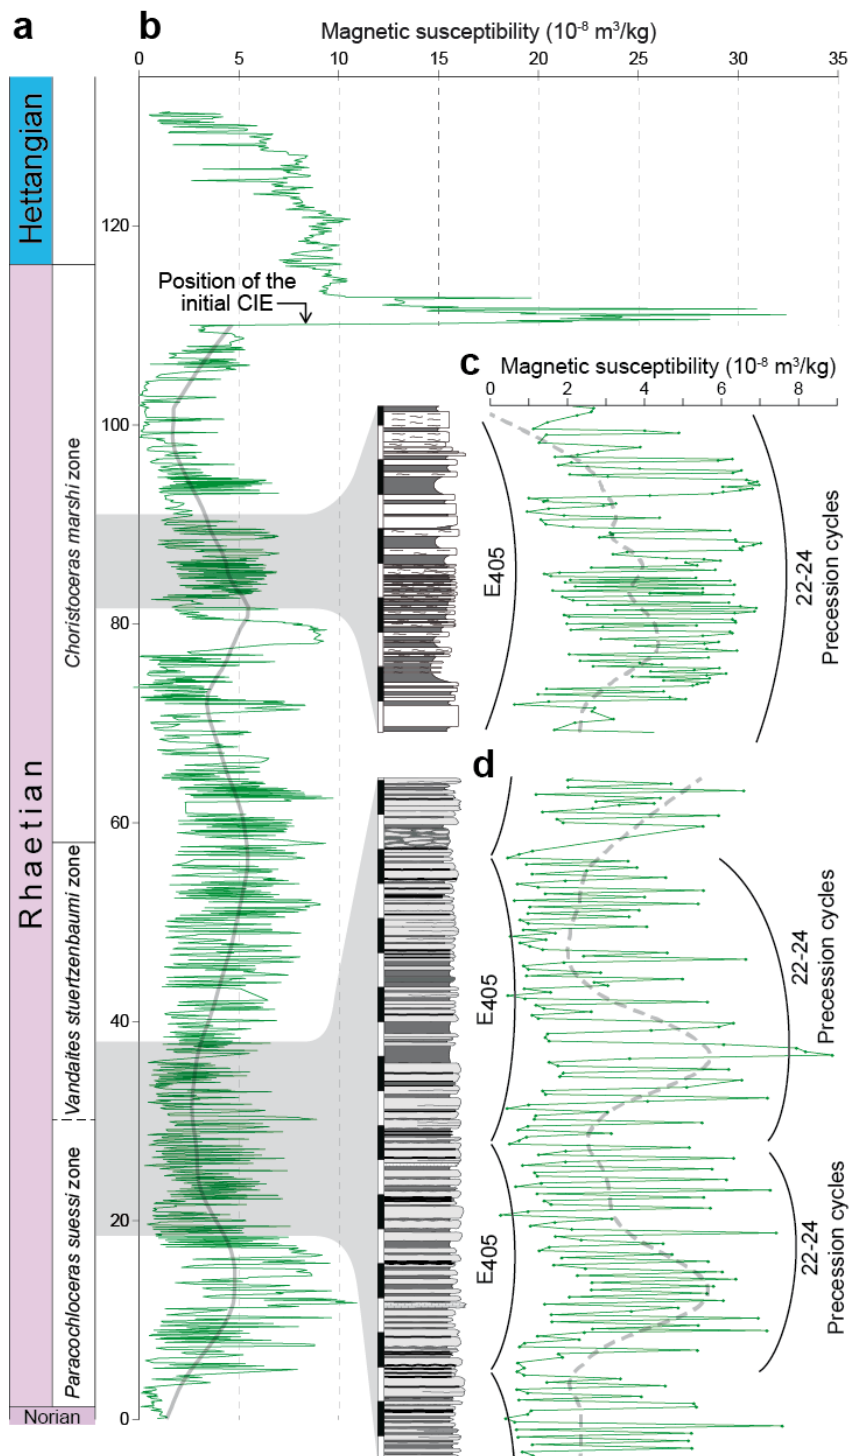 a
b
Magnetic susceptibility (10-8 m3/kg)
0 5 10 15 20 25 30 35
Hettangian
120
Position of the
initial CIE
c
Magnetic susceptibility (10-8 m3/kg)
0 2 4 6 8
100
Choristoceras marshi zone
E405
22-24
Precession cycles
80
d
60
Rhaetian
Vandaites stuertzenbaumi zone
E405
22-24
Precession cycles
40
Paracochloceras suessi zone
20
E405
22-24
Precession cycles
Norian
0